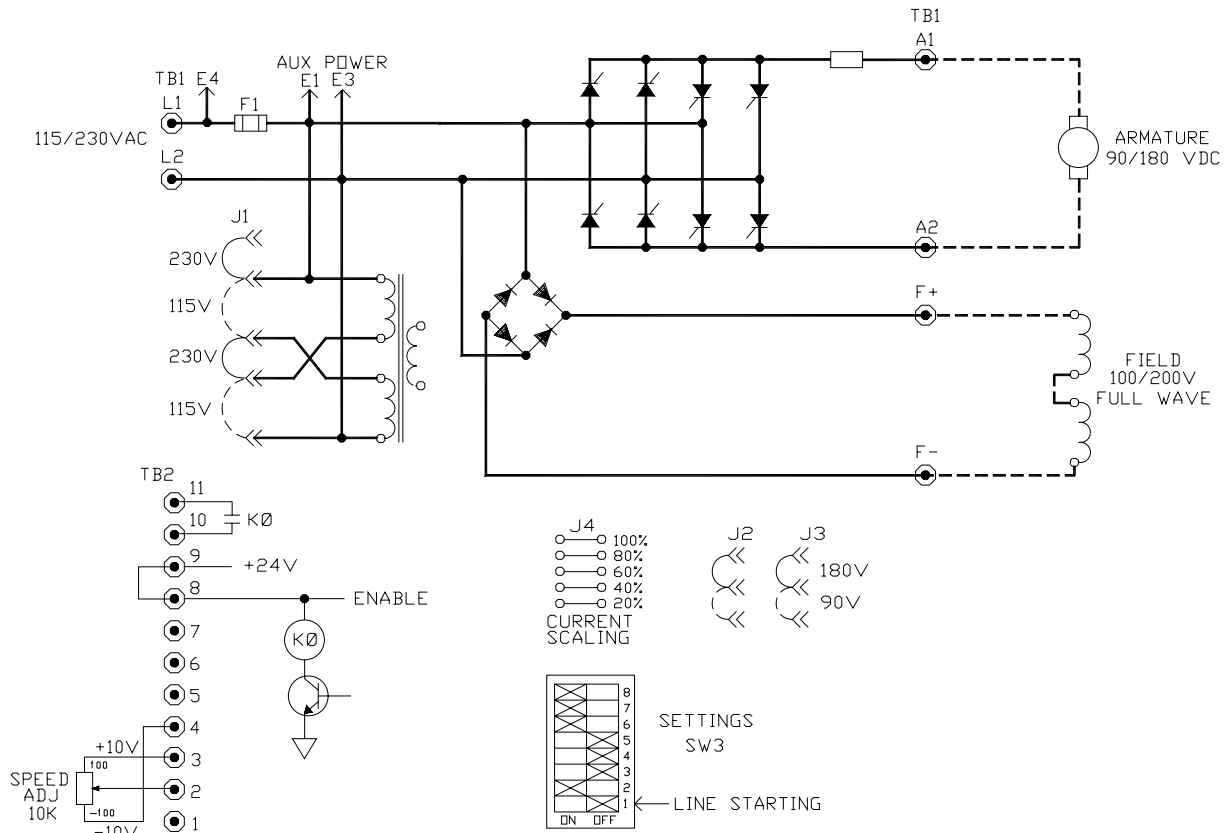 TB1
A1
AUX POWER
TB1 E4 E1 E3
L1 F1
115/230VAC
L2
ARMATURE
90/180 VDC
A2
J1
230V
115V
230V
115V
F+
FIELD
100/200V
FULL WAVE
F-
TB2
11
10 KØ
9 +24V
8 ENABLE
KØ
7
6
5
4
+10V 3
100
SPEED
ADJ
10K
2
-100
-10V 1
J4
100%
80%
60%
40%
20%
CURRENT
SCALING
J2 J3
180V
90V
8
7
6
5
4
3
2
1
ON OFF
SETTINGS
SW3
LINE STARTING